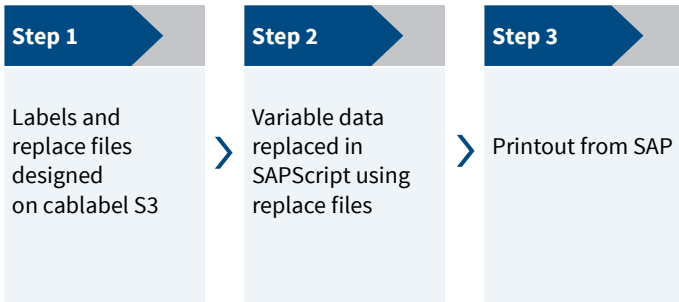 Step 1
Labels and
replace files
designed
on cablabel S3
Step 2
Variable data
replaced in
SAPScript using
replace files
Step 3
Printout from SAP